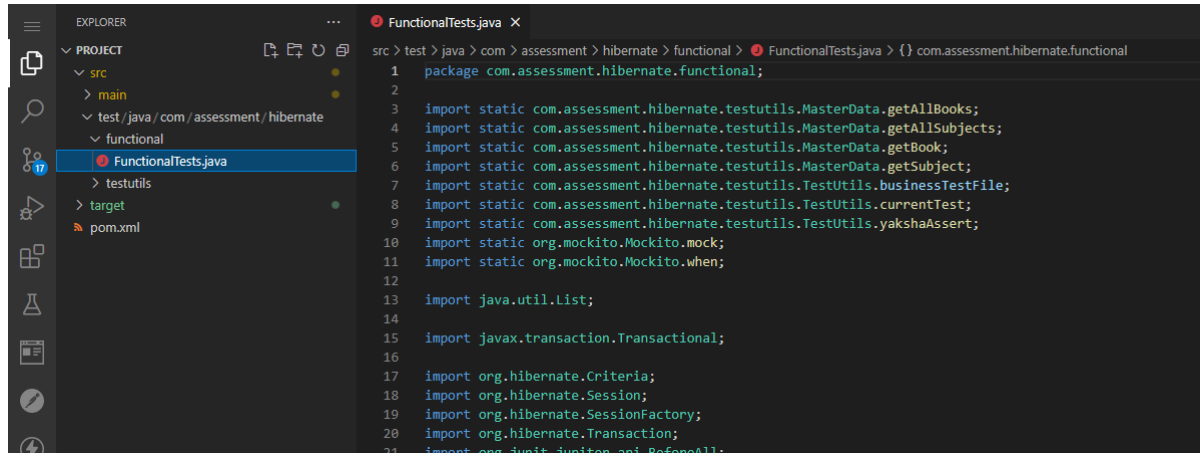 EXPLORER
PROJECT
src
main
test/java/com/assessment/hibernate
functional
FunctionalTests.java
testutils
target
pom.xml
17
FunctionalTests.java
src > test > java > com > assessment > hibernate > functional > FunctionalTests.java > {} com.assessment.hibernate.functional
1 package com.assessment.hibernate.functional;
2
3 import static com.assessment.hibernate.testutils.MasterData.getAllBooks;
4 import static com.assessment.hibernate.testutils.MasterData.getAllSubjects;
5 import static com.assessment.hibernate.testutils.MasterData.getBook;
6 import static com.assessment.hibernate.testutils.MasterData.getSubject;
7 import static com.assessment.hibernate.testutils.TestUtils.businessTestFile;
8 import static com.assessment.hibernate.testutils.TestUtils.currentTest;
9 import static com.assessment.hibernate.testutils.TestUtils.yakshaAssert;
10 import static org.mockito.Mockito.mock;
11 import static org.mockito.Mockito.when;
12
13 import java.util.List;
14
15 import javax.transaction.Transactional;
16
17 import org.hibernate.Criteria;
18 import org.hibernate.Session;
19 import org.hibernate.SessionFactory;
20 import org.hibernate.Transaction;
21 import org.junit.jupiter.api.BeforeAll;